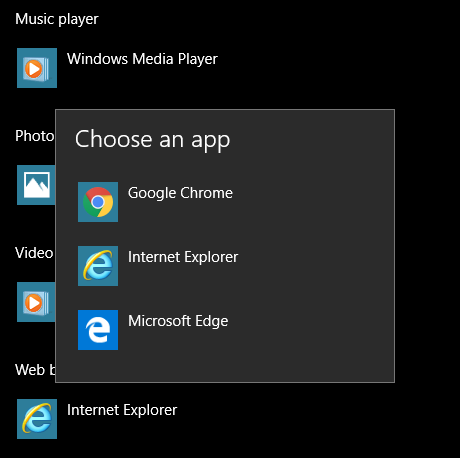 Music player
Windows Media Player
Photo
Choose an app
Google Chrome
Internet Explorer
Microsoft Edge
Video
Web b
Internet Explorer